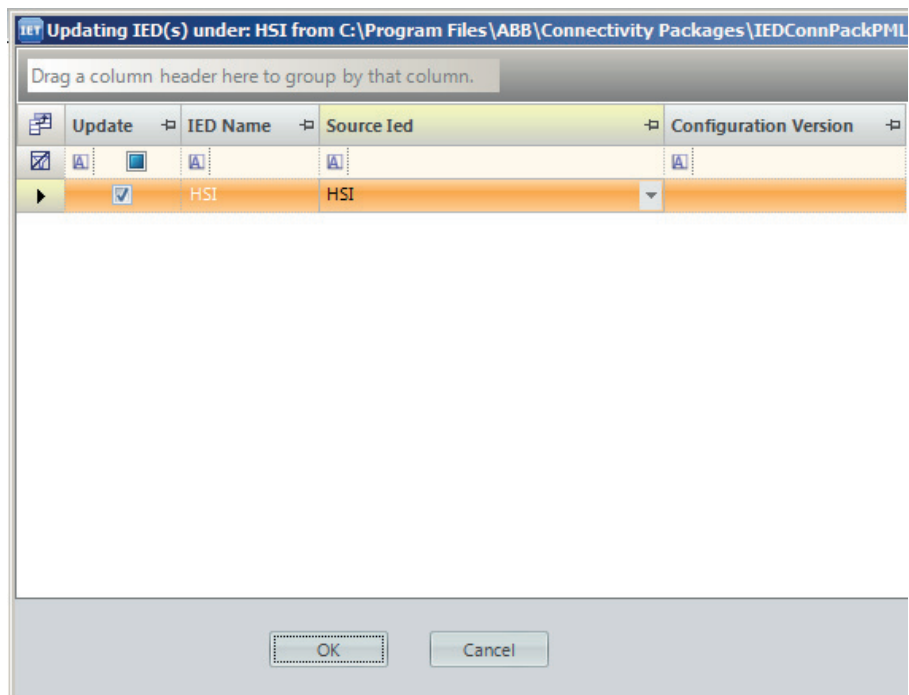 IET Updating IED(s) under: HSI from C:\Program Files\ABB\Connectivity Packages\IEDConnPackPML
Drag a column header here to group by that column.
Update IED Name Source Ied Configuration Version
A A A A
HSI HSI
OK Cancel